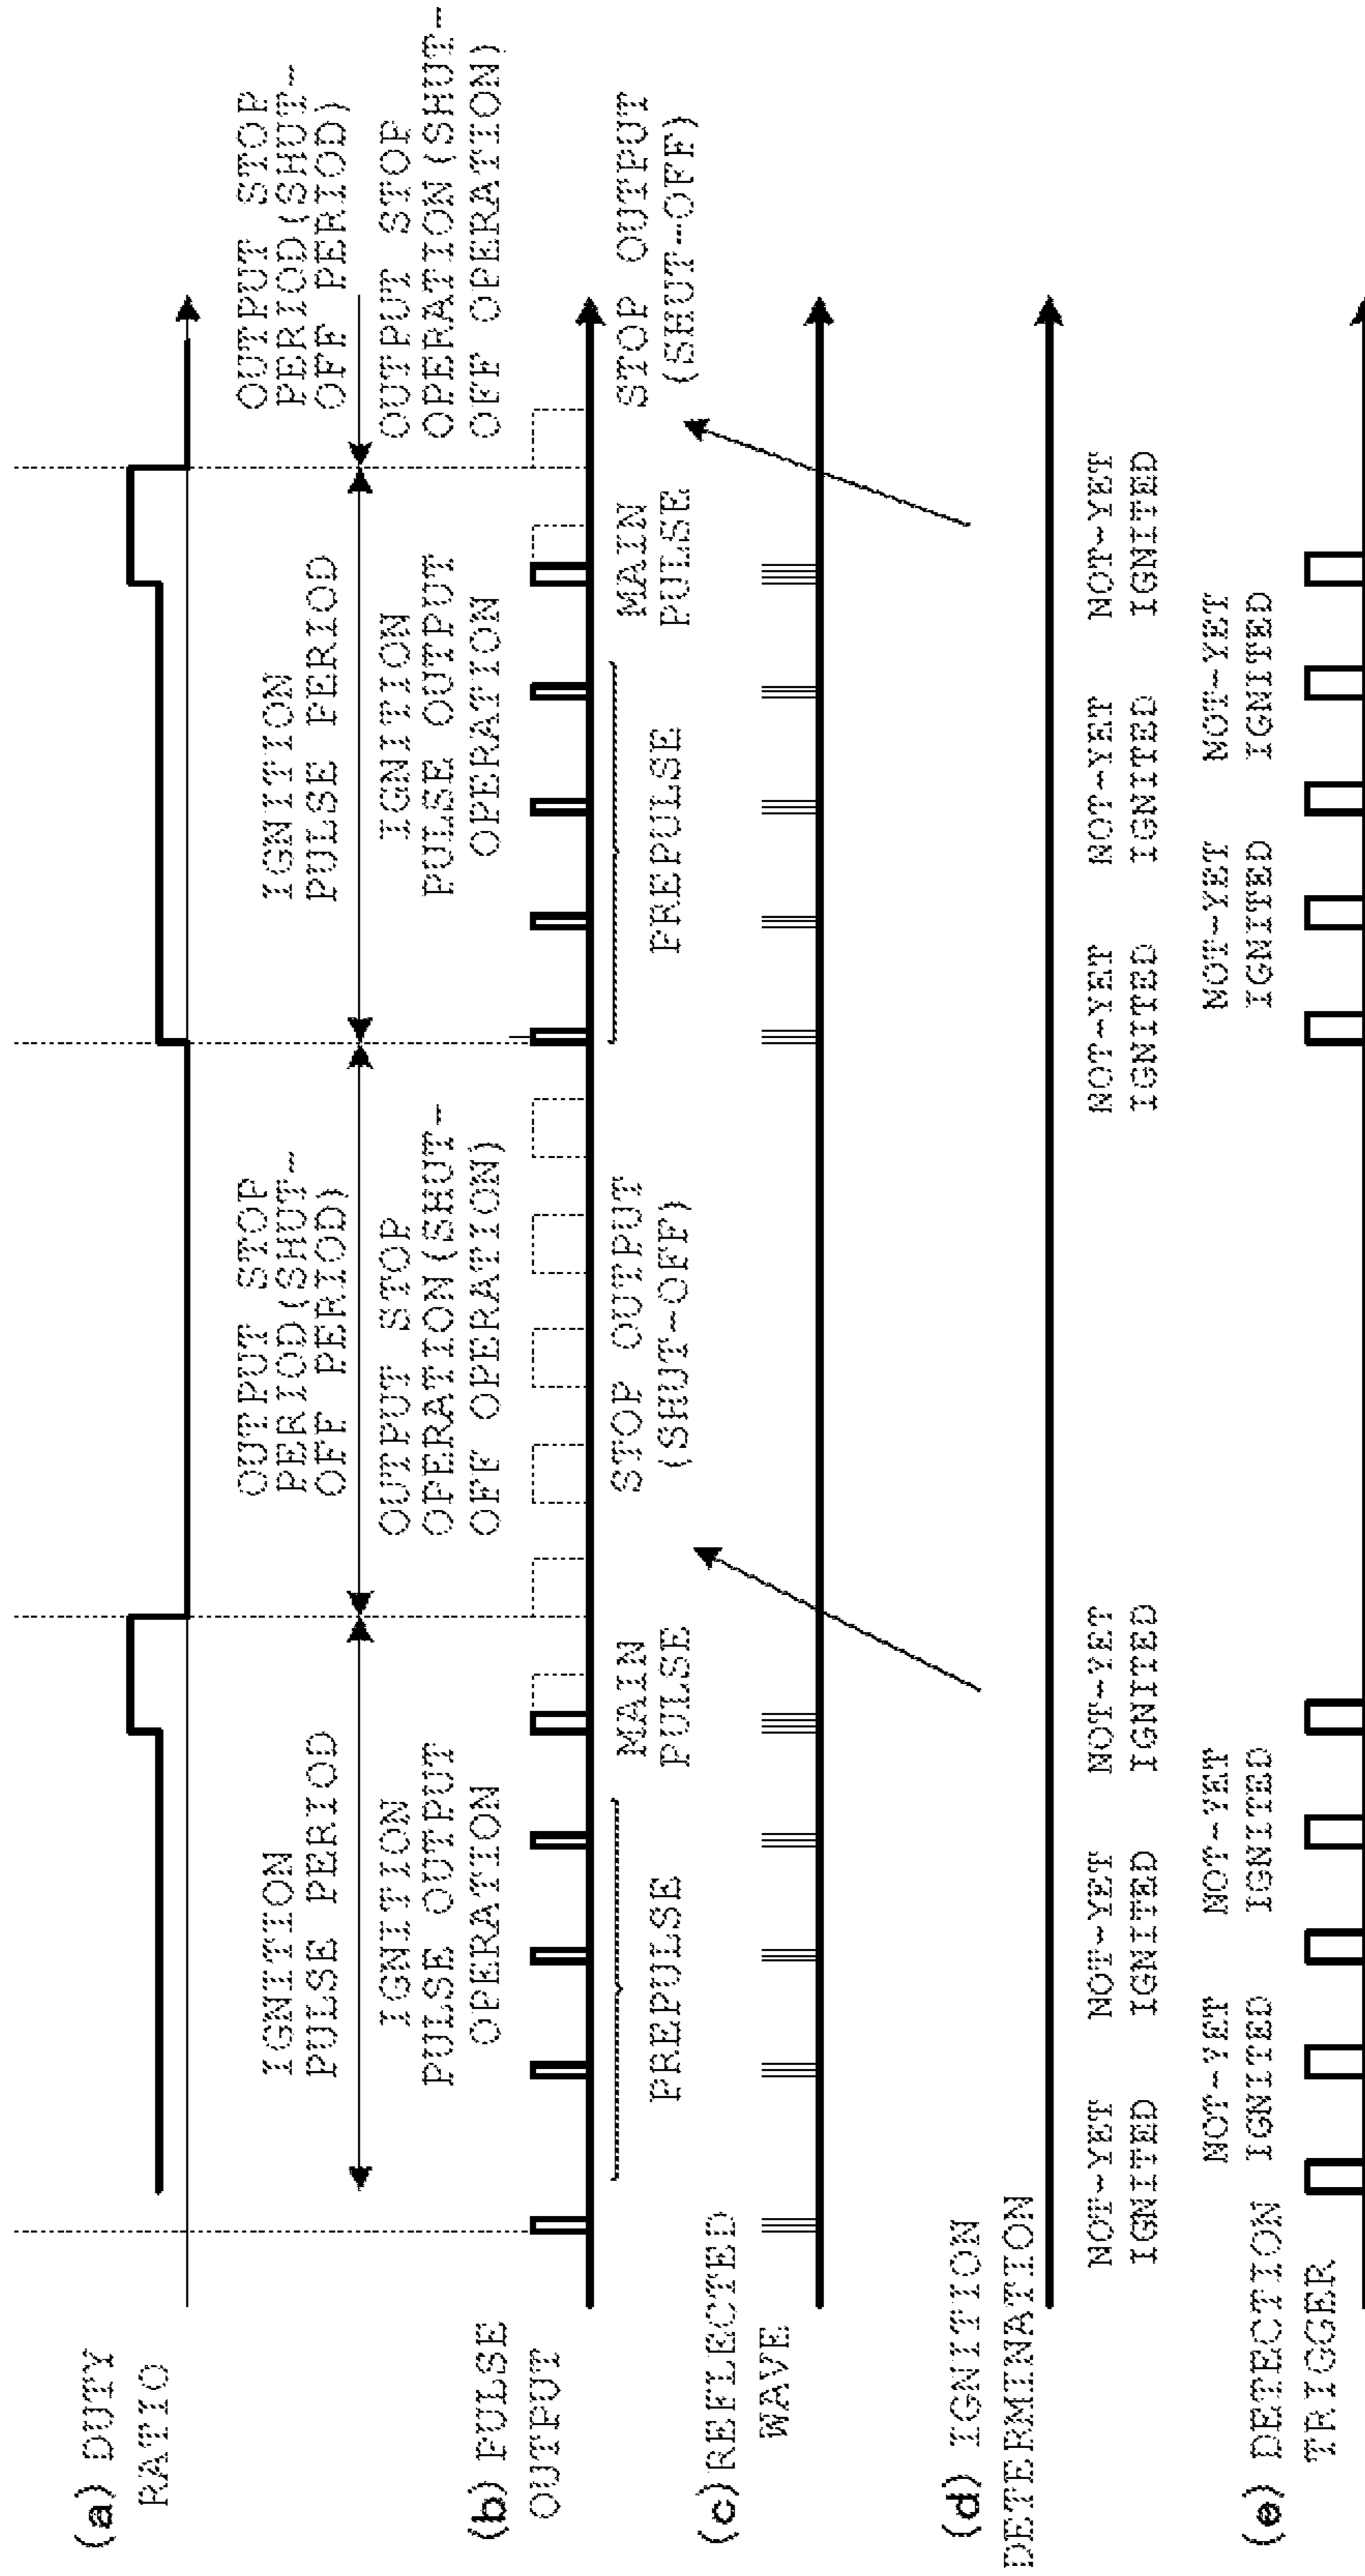 (a) DUTY
RATIO
IGNITION
PULSE PERIOD
OUTPUT STOP
PERIOD(SHUT-
OFF PERIOD)
IGNITION
PULSE PERIOD
OUTPUT STOP
PERIOD(SHUT-
OFF PERIOD)
IGNITION
PULSE OUTPUT
OPERATION
OUTPUT STOP
OPERATION(SHUT-
OFF OPERATION)
IGNITION
PULSE OUTPUT
OPERATION
OUTPUT STOP
OPERATION(SHUT-
OFF OPERATION)
(b) PULSE
OUTPUT
PREPULSE
MAIN
PULSE
STOP OUTPUT
(SHUT-OFF)
PREPULSE
MAIN
PULSE
STOP OUTPUT
(SHUT-OFF)
(c) REFLECTED
WAVE
(d) IGNITION
DETERMINATION
NOT-YET
IGNITED
NOT-YET
IGNITED
NOT-YET
IGNITED
NOT-YET
IGNITED
NOT-YET
IGNITED
NOT-YET
IGNITED
NOT-YET
IGNITED
NOT-YET
IGNITED
NOT-YET
IGNITED
NOT-YET
IGNITED
(e) DETECTION
TRIGGER